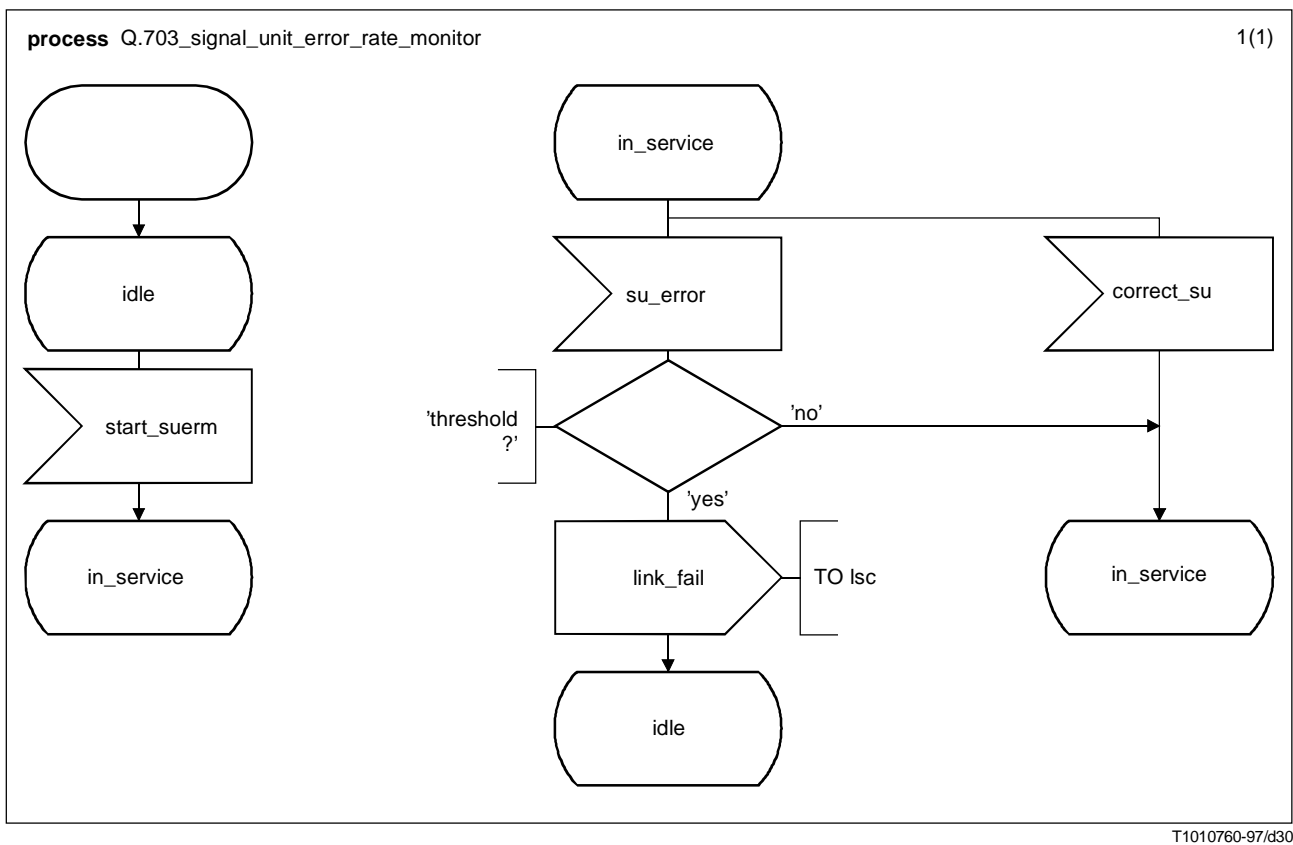 process Q.703_signal_unit_error_rate_monitor 1(1)
in_service
idle
su_error
correct_su
start_suerm
'threshold
?'
'no'
'yes'
in_service
link_fail
TO lsc
in_service
idle
T1010760-97/d30